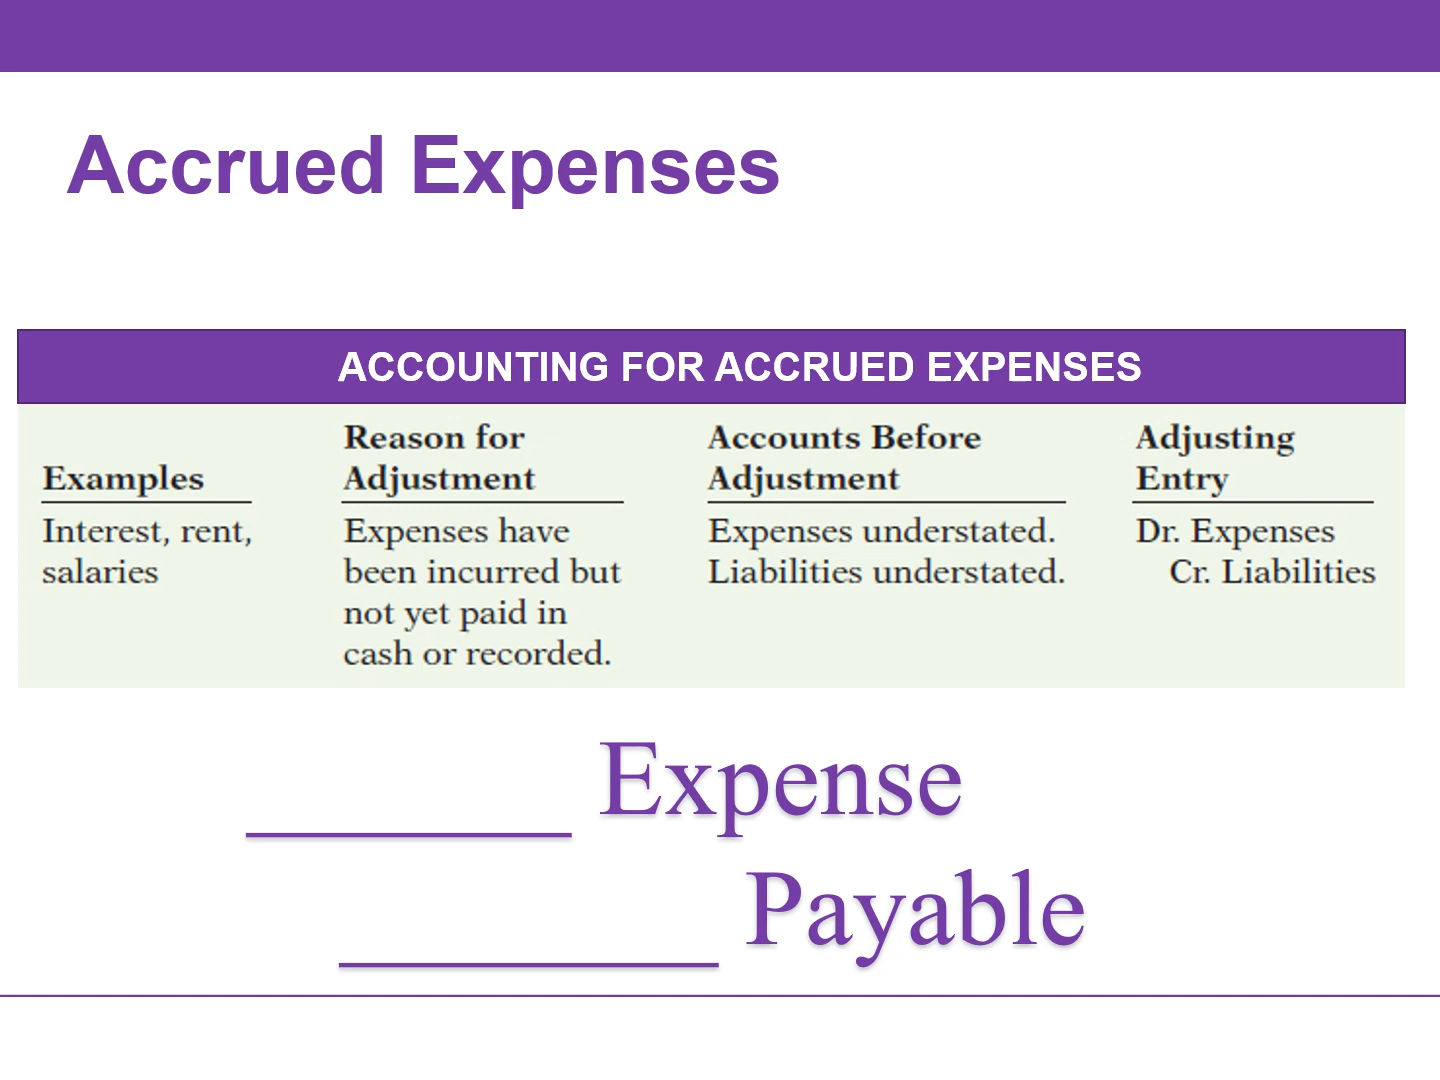 Accrued Expenses
ACCOUNTING FOR ACCRUED EXPENSES
Examples
Interest, rent,
salaries
Reason for
Adjustment
Expenses have
been incurred but
not yet paid in
cash or recorded.
Accounts Before
Adjustment
Expenses understated.
Liabilities understated.
Adjusting
Entry
Dr. Expenses
Cr. Liabilities
______ Expense
_______ Payable